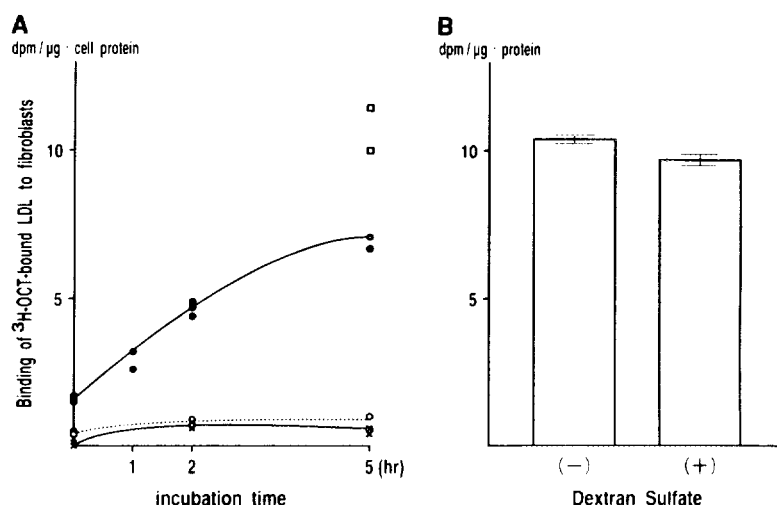 A
dpm/µg · cell protein
Binding of ³H-OCT-bound LDL to fibroblasts
10
5
1
2
5 (hr)
incubation time
B
dpm/µg · protein
10
5
(−)
(+)
Dextran Sulfate